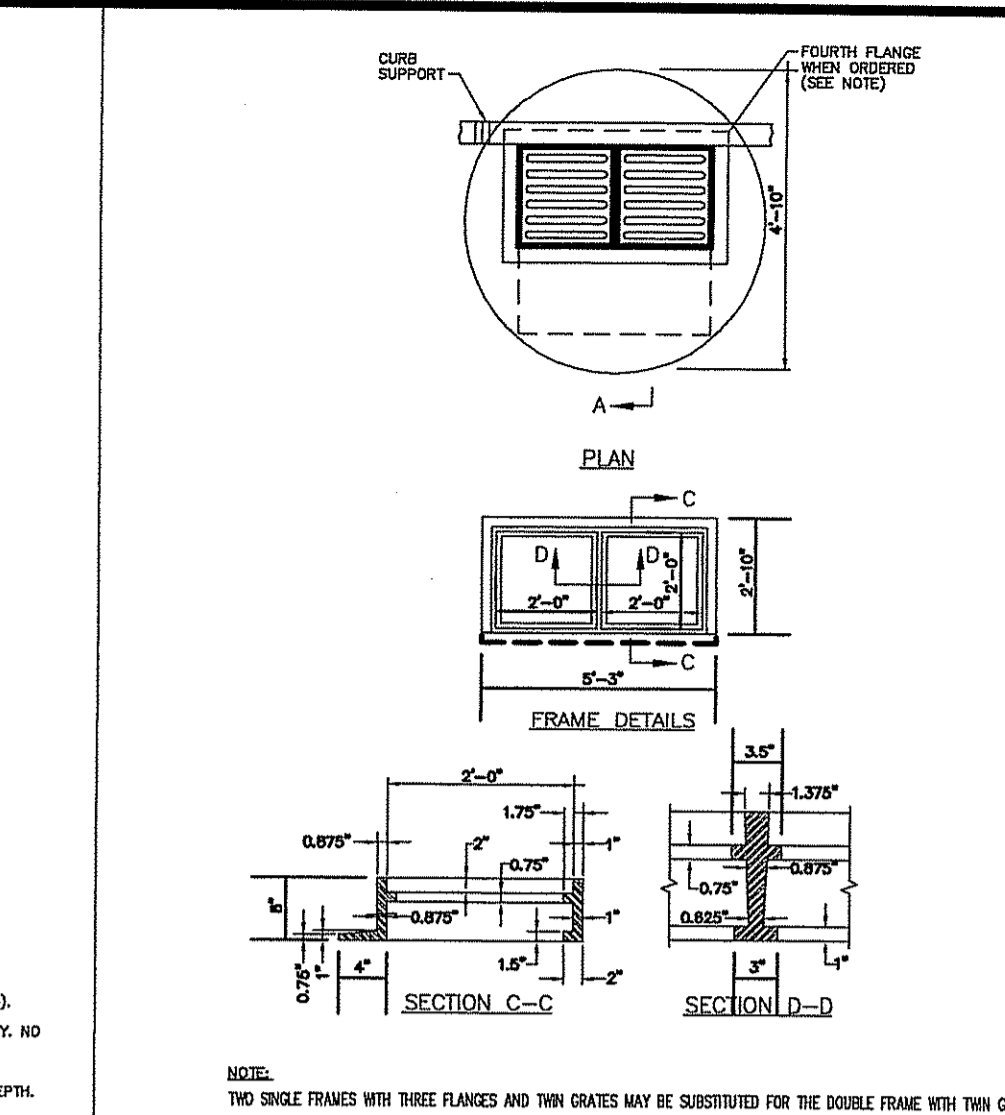 CURB
SUPPORT
FOURTH FLANGE
WHEN ORDERED
(SEE NOTE)
4'-10"
A
PLAN
C
D D
2'-0"
2'-0" 2'-0"
2'-10"
C
5'-3"
FRAME DETAILS
2'-0"
1.75"
0.875" 2" 1"
0.75"
0.875" 1"
0.75" 1" 4" 1.5" 2"
SECTION C-C
3.5"
1.375"
0.75" 0.875"
0.625"
3" 1"
SECTION D-D
).
Y. NO
EPTH.
NOTE:
TWO SINGLE FRAMES WITH THREE FLANGES AND TWIN GRATES MAY BE SUBSTITUTED FOR THE DOUBLE FRAME WITH TWIN G